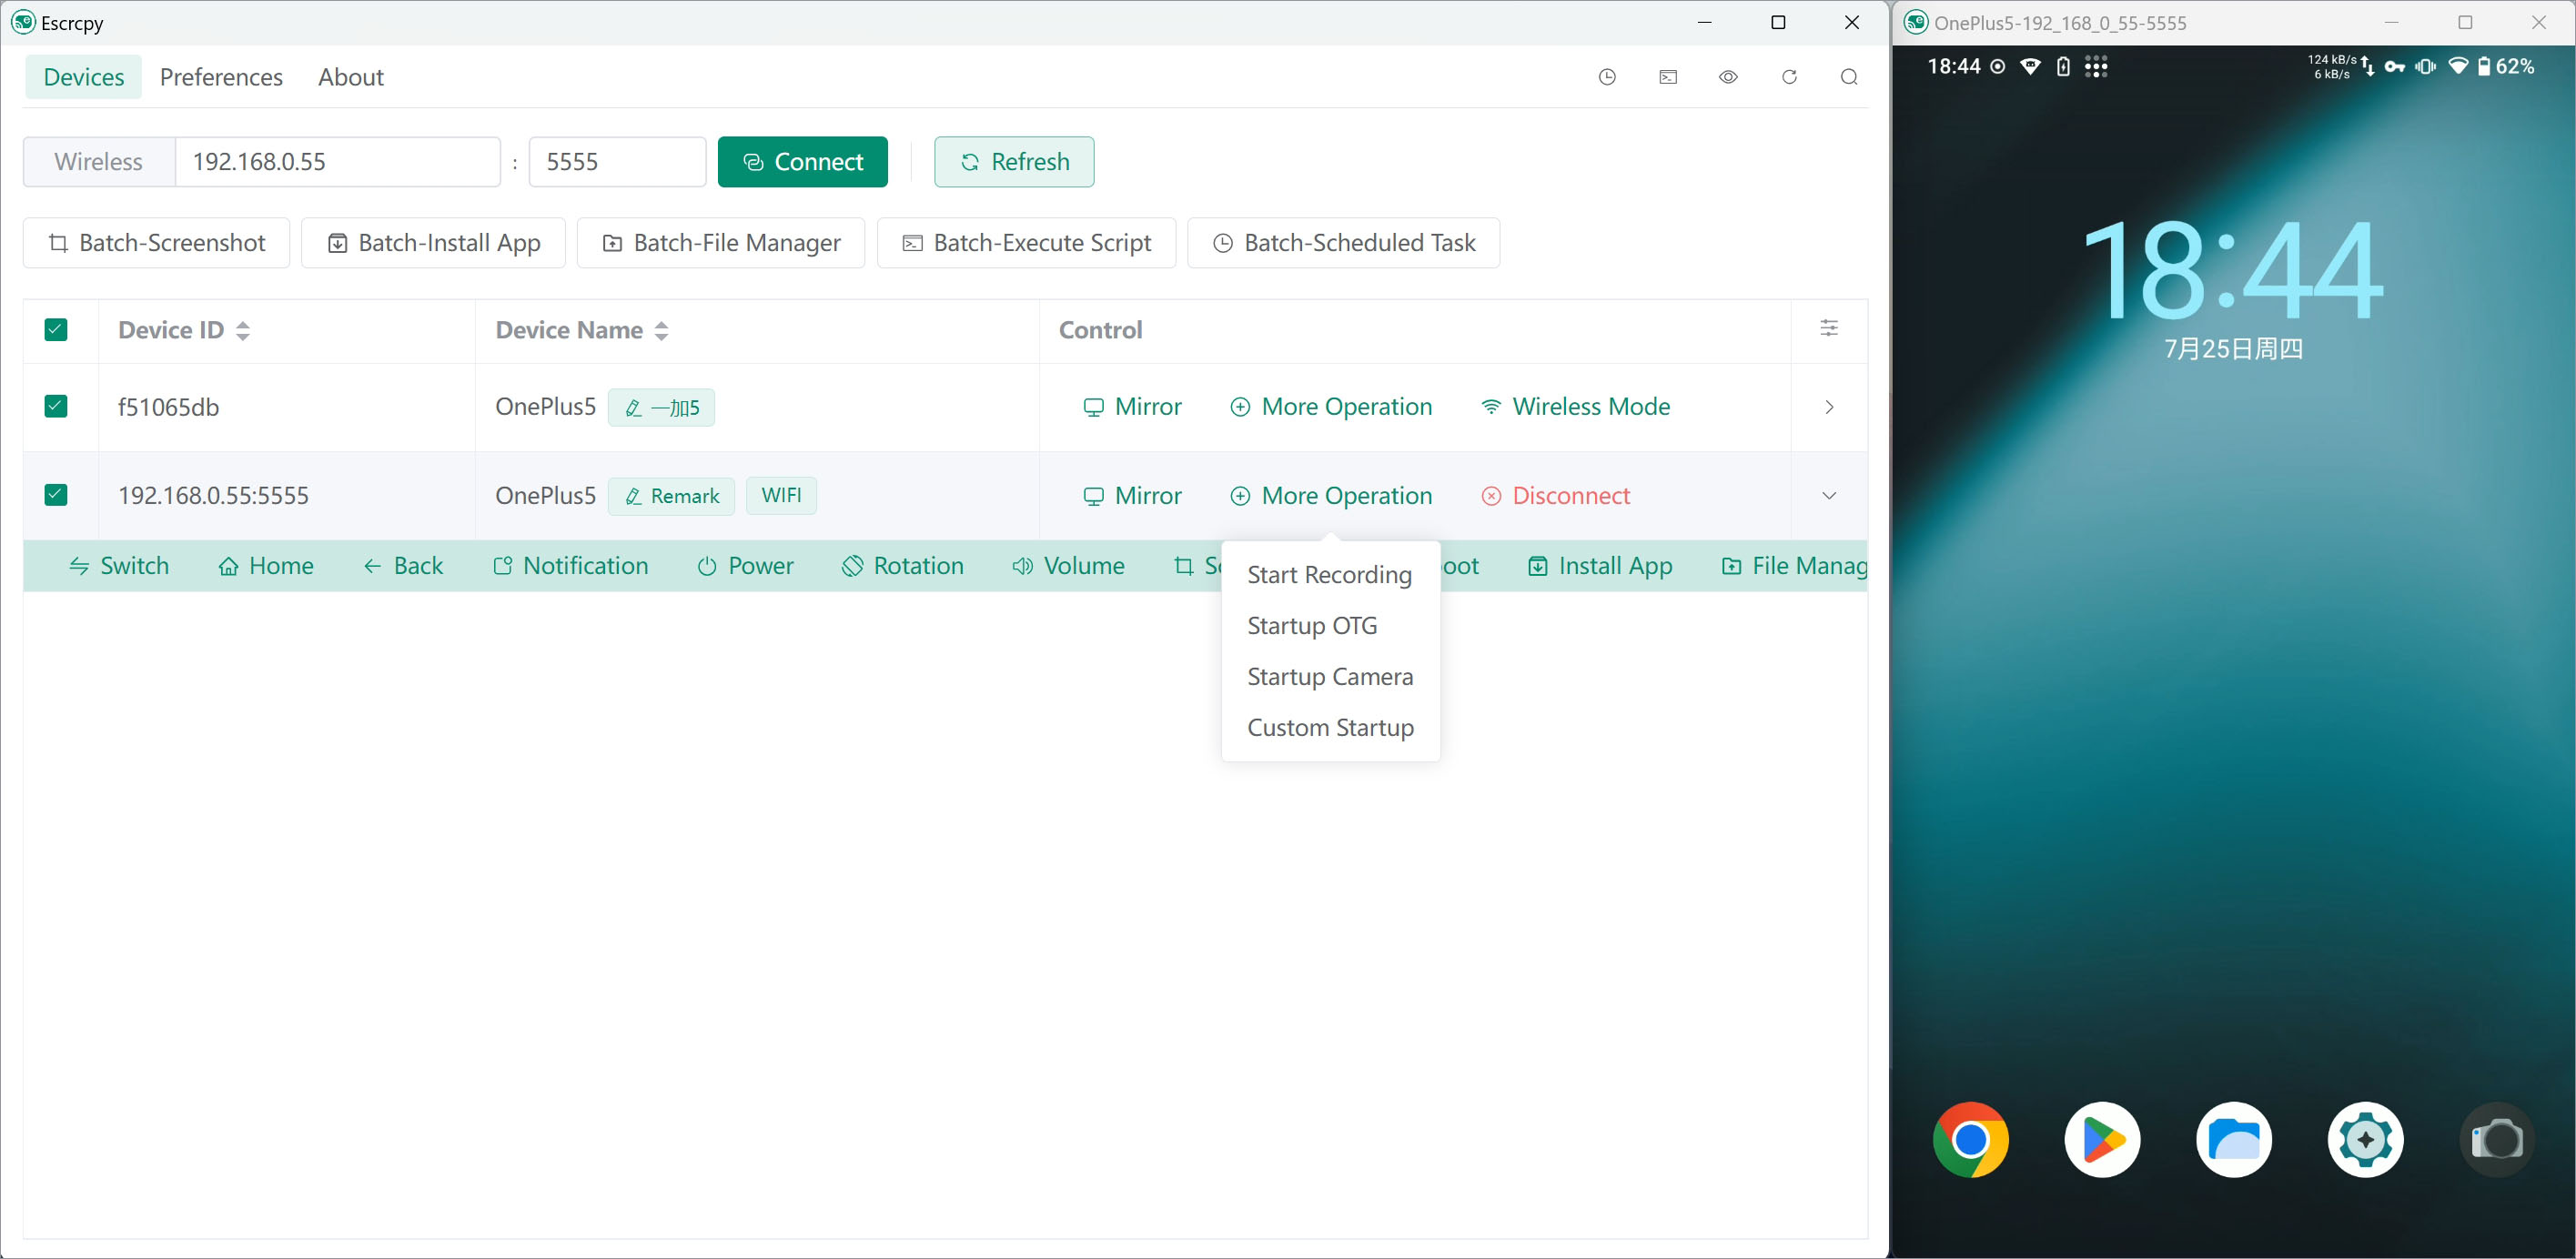 Escrcpy
Devices Preferences About
Wireless 192.168.0.55 : 5555 Connect Refresh
Batch-Screenshot Batch-Install App Batch-File Manager Batch-Execute Script Batch-Scheduled Task
Device ID Device Name Control
f51065db OnePlus5 一加5 Mirror More Operation Wireless Mode
192.168.0.55:5555 OnePlus5 Remark WIFI Mirror More Operation Disconnect
Switch Home Back Notification Power Rotation Volume Install App File Manag
Start Recording
Startup OTG
Startup Camera
Custom Startup
OnePlus5-192_168_0_55-5555
18:44 124 kB/s 62%
6 kB/s
18:44
7月25日周四